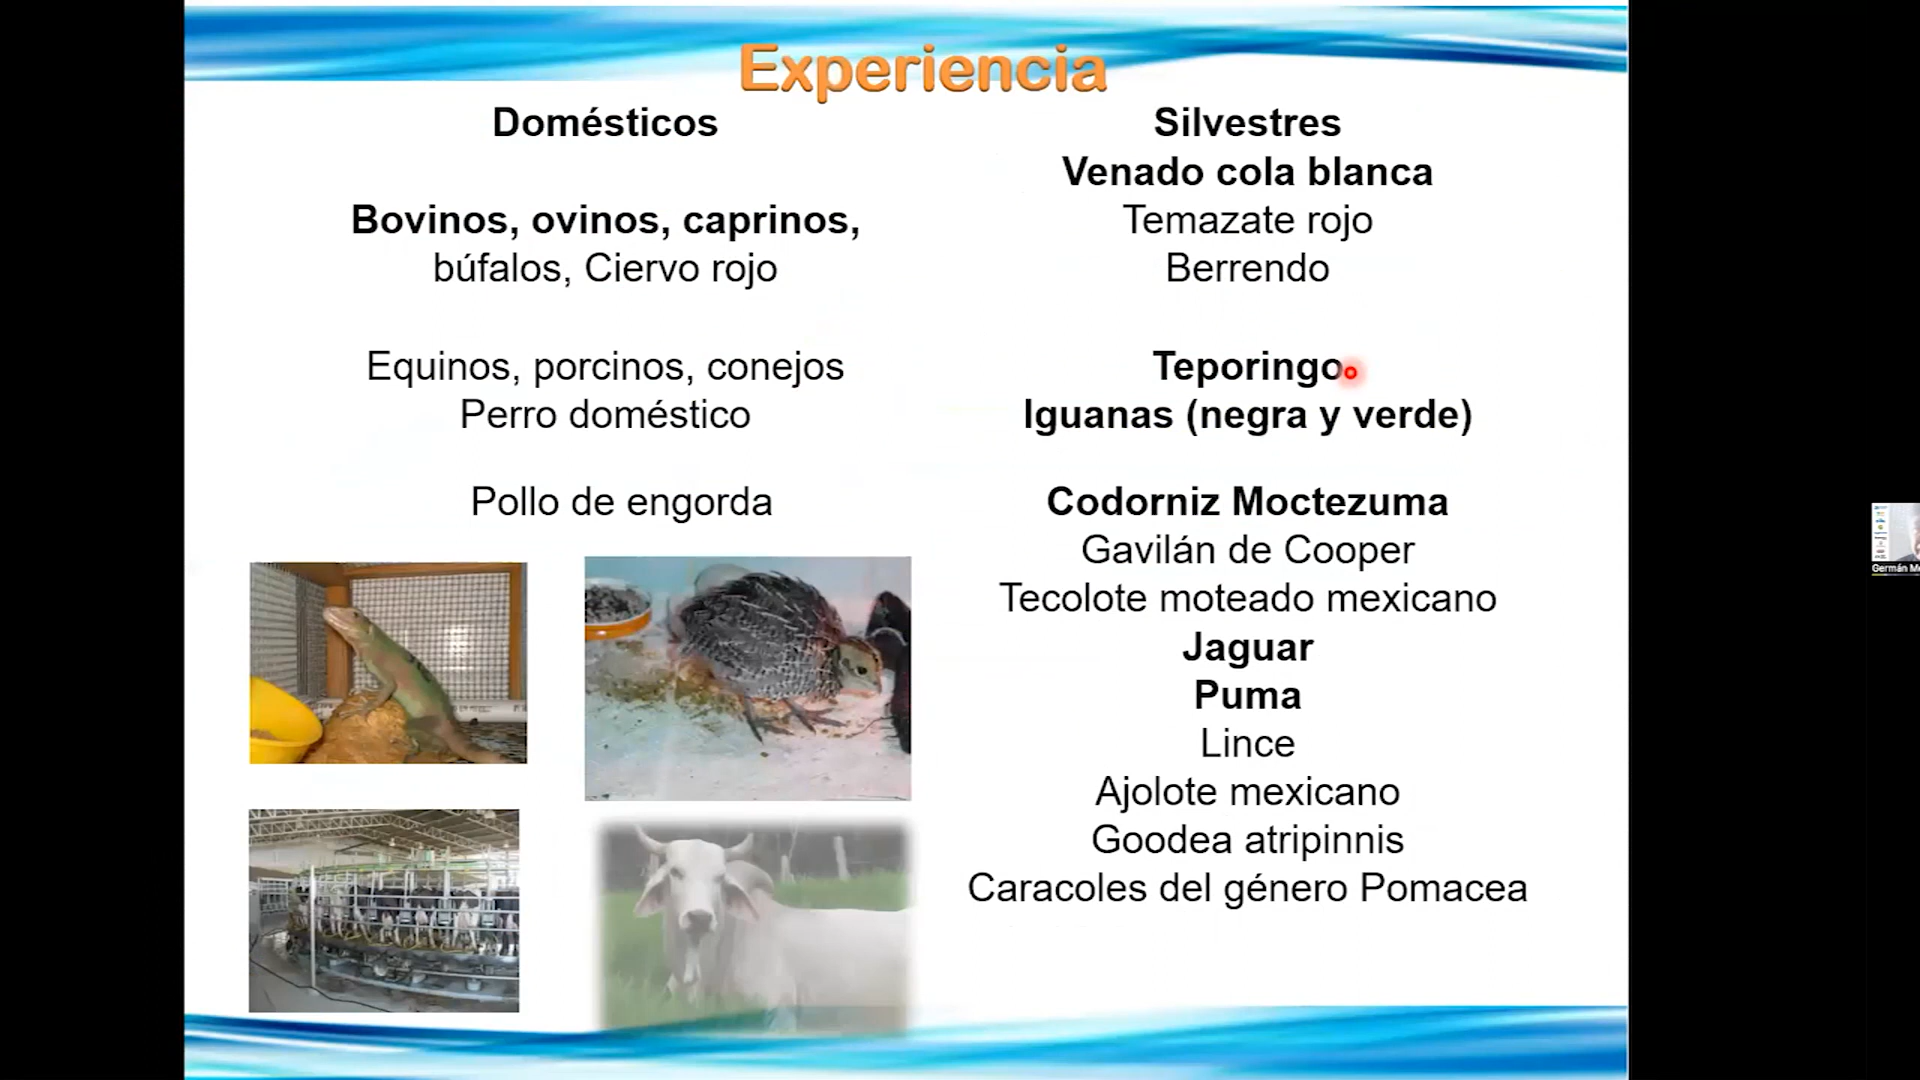 Experiencia
Domésticos
Bovinos, ovinos, caprinos,
búfalos, Ciervo rojo
Equinos, porcinos, conejos
Perro doméstico
Pollo de engorda
Silvestres
Venado cola blanca
Temazate rojo
Berrendo
Teporingo
Iguanas (negra y verde)
Codorniz Moctezuma
Gavilán de Cooper
Tecolote moteado mexicano
Jaguar
Puma
Lince
Ajolote mexicano
Goodea atripinnis
Caracoles del género Pomacea
Germán